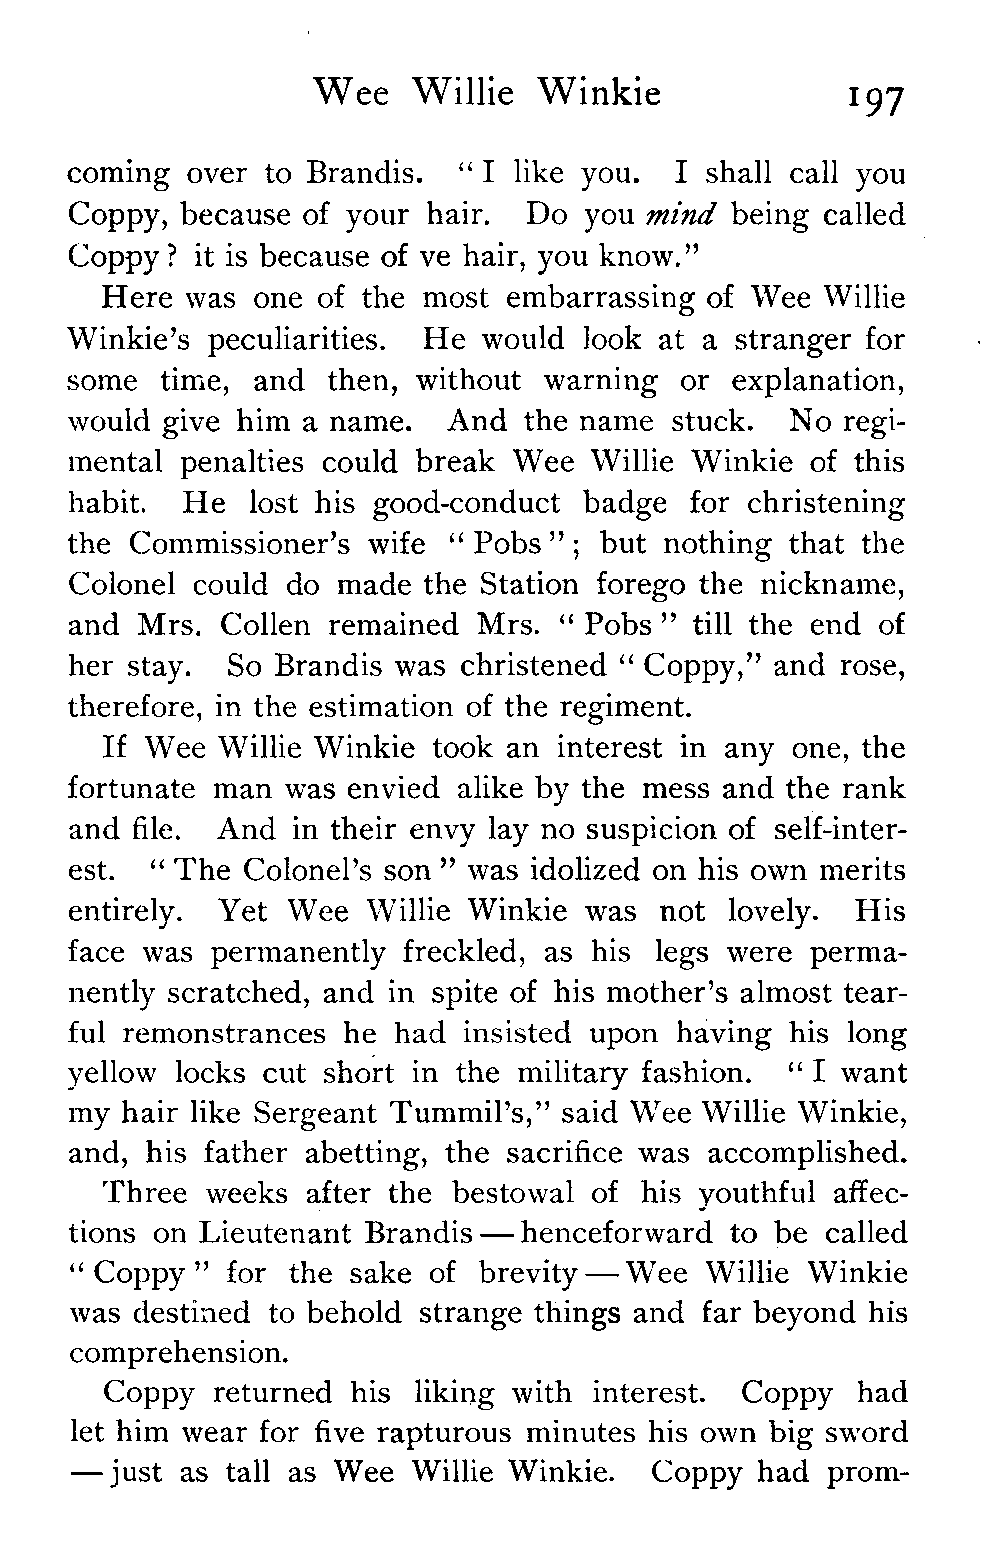 Wee Willie Winkie 197
coming over to Brandis. "I like you. I shall call you
Coppy, because of your hair. Do you mind being called
Coppy? it is because of ve hair, you know."
Here was one of the most embarrassing of Wee Willie
Winkie's peculiarities. He would look at a stranger for
some time, and then, without warning or explanation,
would give him a name. And the name stuck. No regi-
mental penalties could break Wee Willie Winkie of this
habit. He lost his good-conduct badge for christening
the Commissioner's wife "Pobs"; but nothing that the
Colonel could do made the Station forego the nickname,
and Mrs. Collen remained Mrs. "Pobs" till the end of
her stay. So Brandis was christened "Coppy," and rose,
therefore, in the estimation of the regiment.
If Wee Willie Winkie took an interest in any one, the
fortunate man was envied alike by the mess and the rank
and file. And in their envy lay no suspicion of self-inter-
est. "The Colonel's son" was idolized on his own merits
entirely. Yet Wee Willie Winkie was not lovely. His
face was permanently freckled, as his legs were perma-
nently scratched, and in spite of his mother's almost tear-
ful remonstrances he had insisted upon having his long
yellow locks cut short in the military fashion. "I want
my hair like Sergeant Tummil's," said Wee Willie Winkie,
and, his father abetting, the sacrifice was accomplished.
Three weeks after the bestowal of his youthful affec-
tions on Lieutenant Brandis — henceforward to be called
"Coppy" for the sake of brevity — Wee Willie Winkie
was destined to behold strange things and far beyond his
comprehension.
Coppy returned his liking with interest. Coppy had
let him wear for five rapturous minutes his own big sword
— just as tall as Wee Willie Winkie. Coppy had prom-